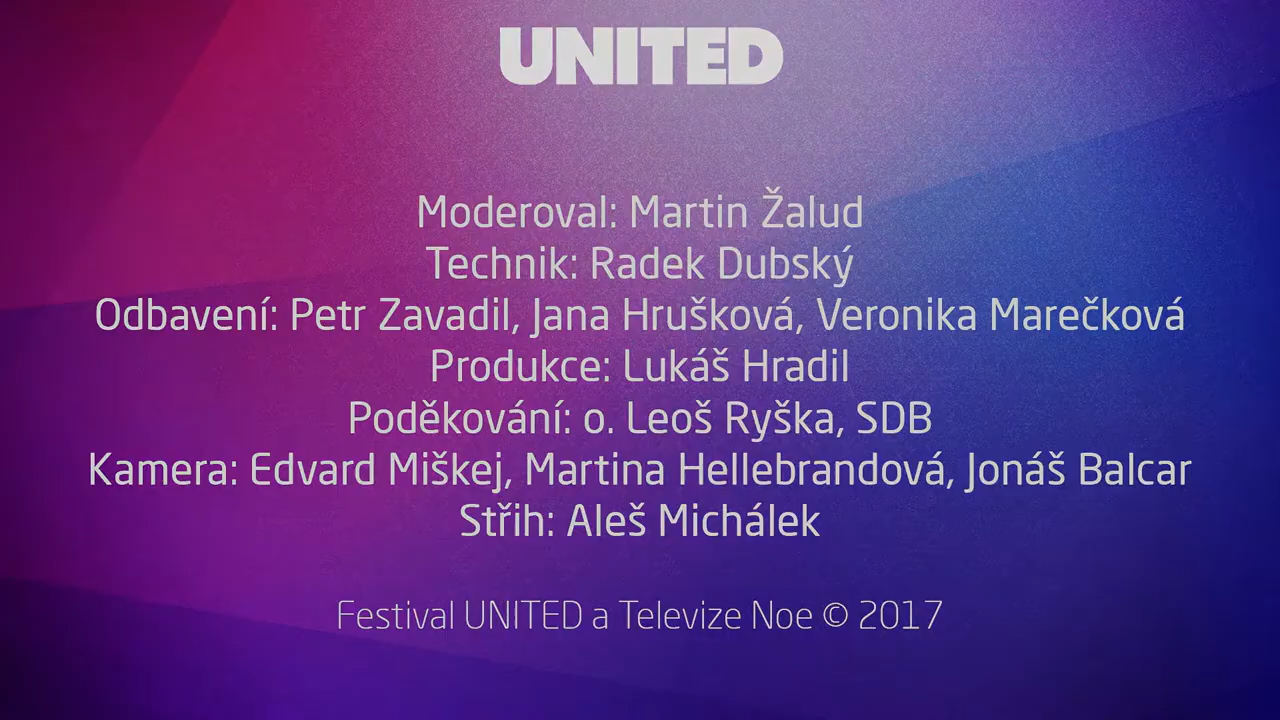 UNITED
Moderoval: Martin Žalud
Technik: Radek Dubský
Odbavení: Petr Zavadil, Jana Hrušková, Veronika Marečková
Produkce: Lukáš Hradil
Poděkování: o. Leoš Ryška, SDB
Kamera: Edvard Miškej, Martina Hellebrandová, Jonáš Balcar
Střih: Aleš Michálek
Festival UNITED a Televize Noe © 2017